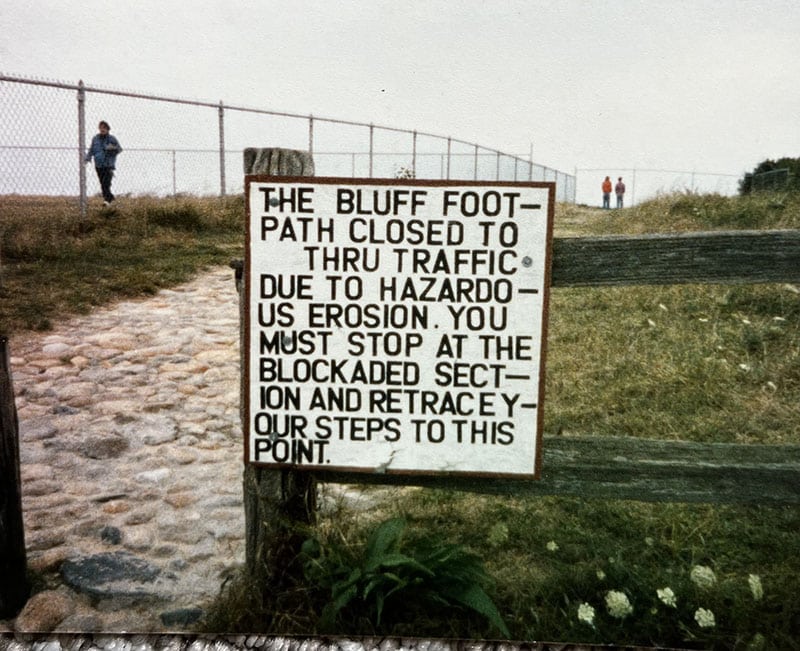 THE BLUFF FOOT–
PATH CLOSED TO
THRU TRAFFIC
DUE TO HAZARDO–
US EROSION. YOU
MUST STOP AT THE
BLOCKADED SECT–
ION AND RETRACE Y–
OUR STEPS TO THIS
POINT.